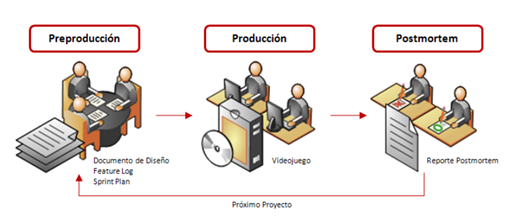 Preproducción
Producción
Postmortem
Documento de Diseño
Feature Log
Sprint Plan
Videojuego
Reporte Postmortem
Próximo Proyecto